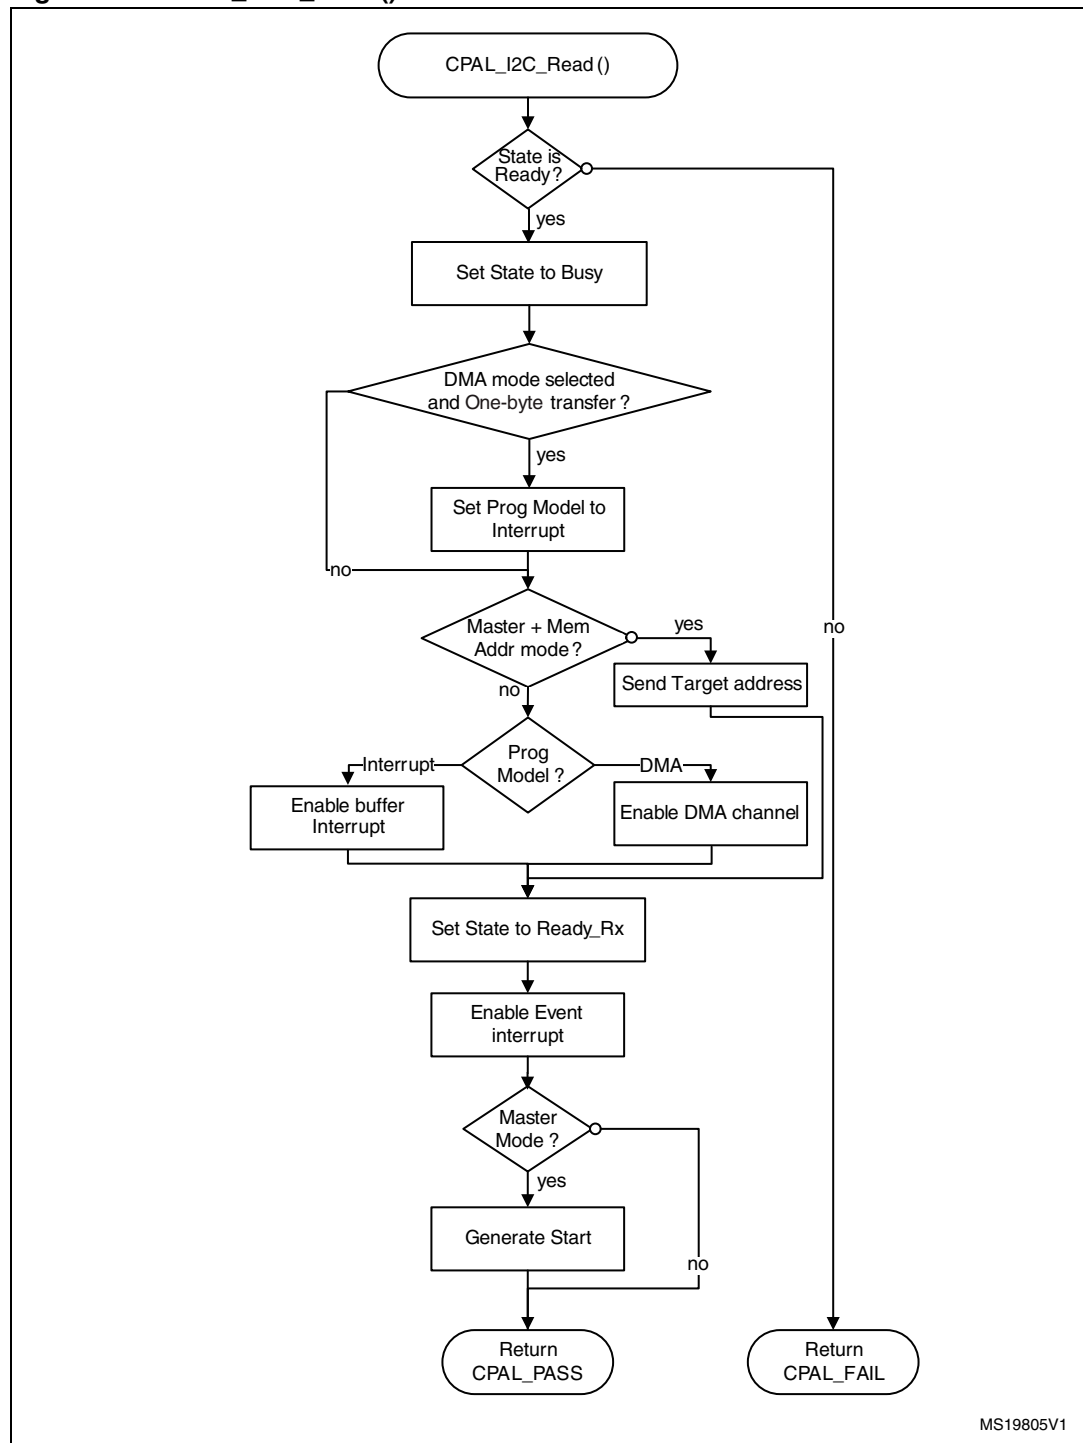 CPAL_I2C_Read ()
State is
Ready?
yes
Set State to Busy
DMA mode selected
and One-byte transfer ?
yes
Set Prog Model to
Interrupt
no
Master + Mem
Addr mode ?
yes
no
Send Target address
no
Prog
Model ?
Interrupt
DMA
Enable buffer
Interrupt
Enable DMA channel
Set State to Ready_Rx
Enable Event
interrupt
Master
Mode ?
yes
Generate Start
no
Return
CPAL_PASS
Return
CPAL_FAIL
MS19805V1